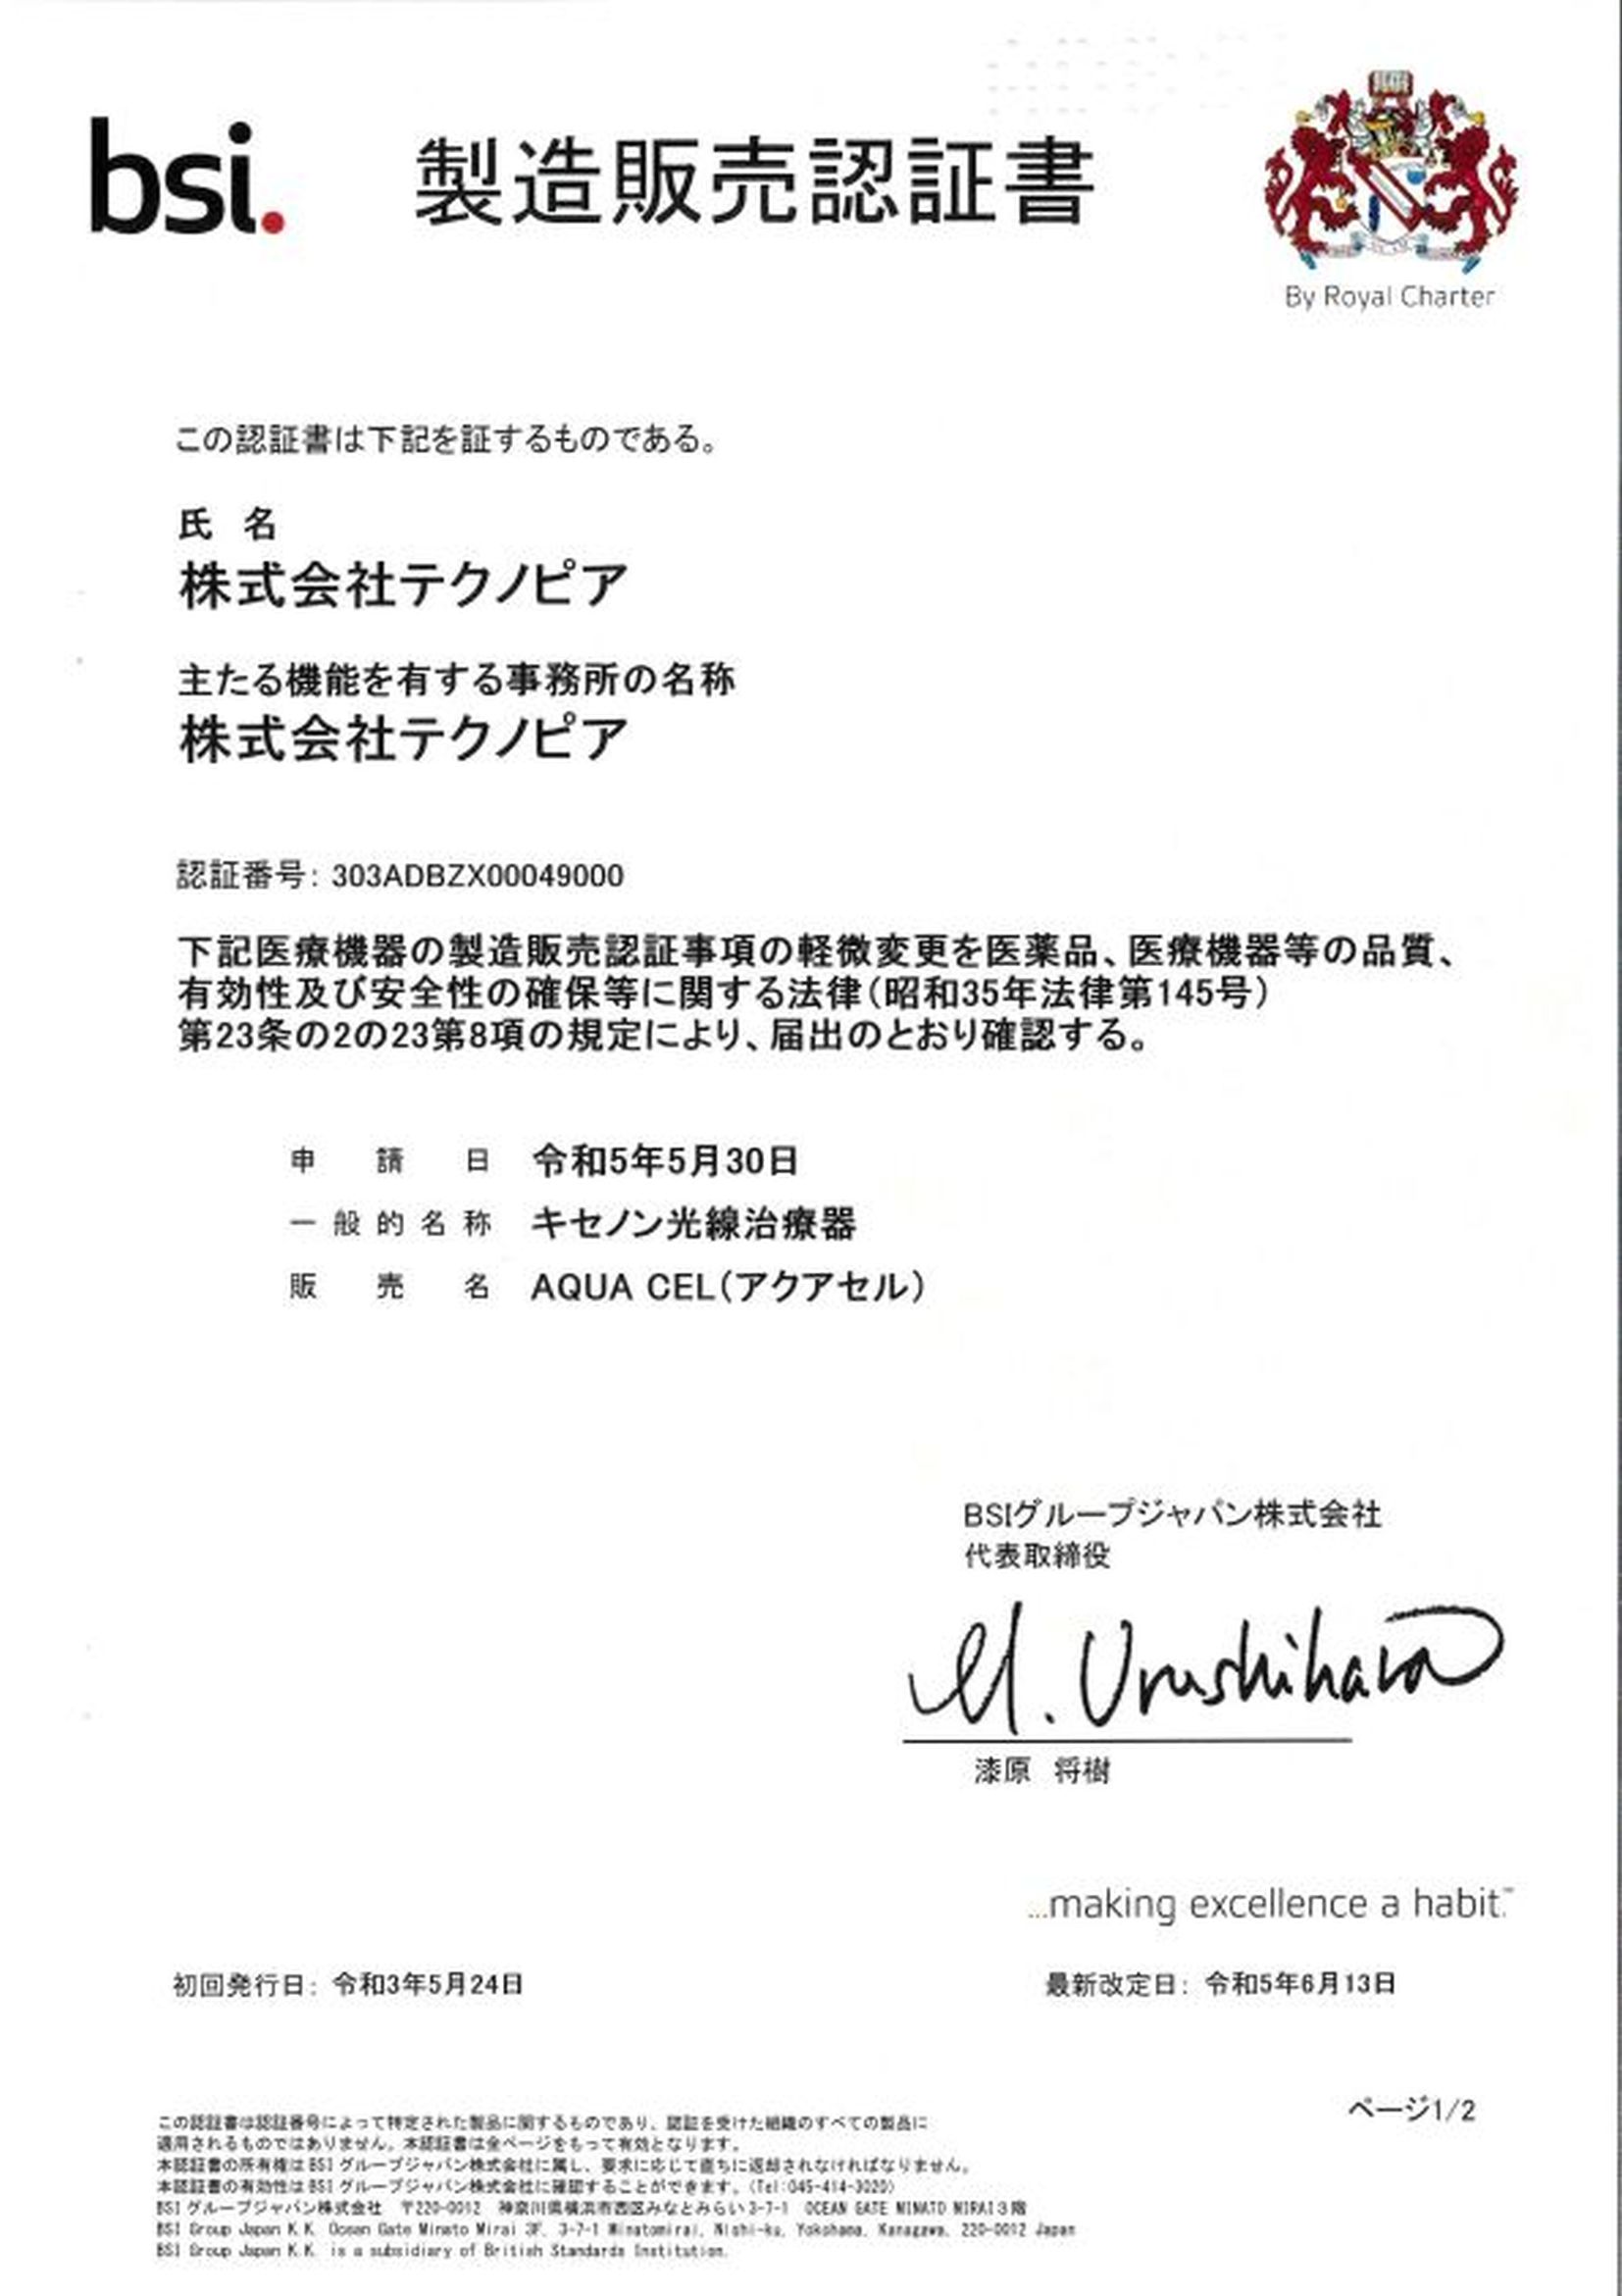 bsi.
製造販売認証書
By Royal Charter
この認証書は下記を証するものである。
氏 名
株式会社テクノピア
主たる機能を有する事務所の名称
株式会社テクノピア
認証番号: 303ADBZX00049000
下記医療機器の製造販売認証事項の軽微変更を医薬品、医療機器等の品質、
有効性及び安全性の確保等に関する法律(昭和35年法律第145号)
第23条の2の23第8項の規定により、届出のとおり確認する。
申請日 令和5年5月30日
一般的名称 キセノン光線治療器
販売名 AQUA CEL(アクアセル)
BSIグループジャパン株式会社
代表取締役
M. Urushihara
漆原 将樹
...making excellence a habit.™
初回発行日: 令和3年5月24日 最新改定日: 令和5年6月13日
ページ1/2
この認証書は認証番号によって特定された製品に関するものであり、認証を受けた組織のすべての製品に
適用されるものではありません。本認証書は全ページをもって有効となります。
本認証書の所有権はBSIグループジャパン株式会社に属し、要求に応じて直ちに返却されなければなりません。
本認証書の有効性はBSIグループジャパン株式会社に確認することができます。(Tel:045-414-3020)
BSIグループジャパン株式会社 〒220-0012 神奈川県横浜市西区みなとみらい3-7-1 OCEAN GATE MINATO MIRAI3階
BSI Group Japan K.K. Ocean Gate Minato Mirai 3F, 3-7-1 Minatomirai, Nishi-ku, Yokohama, Kanagawa, 220-0012 Japan
BSI Group Japan K.K. is a subsidiary of British Standards Institution.